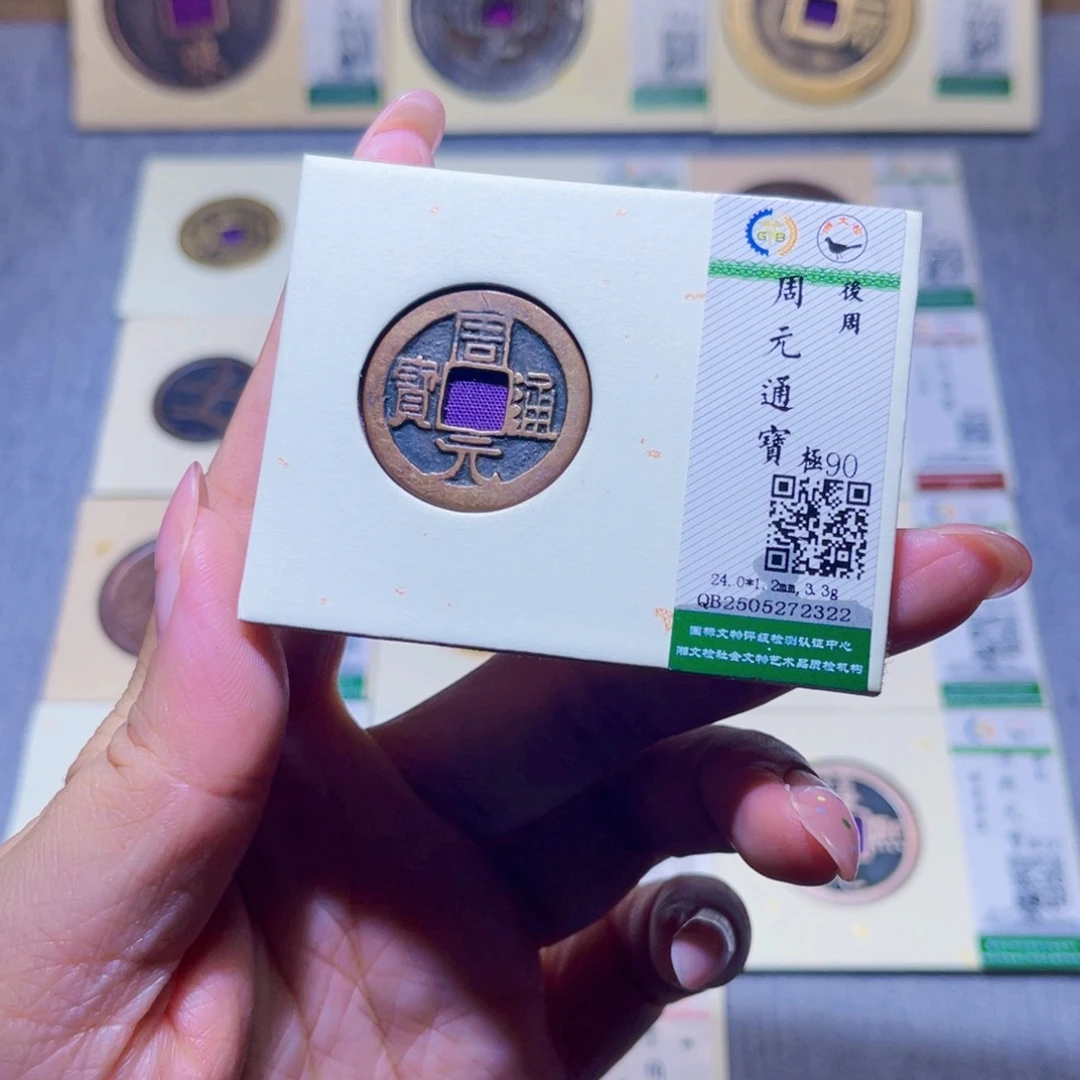 周元通寶
GB
後周
周元通寶
極90
24.0*1.2mm,3.3g
QB2505272322
国标文物评级检测认证中心
湘文检社会文物艺术品质检机构